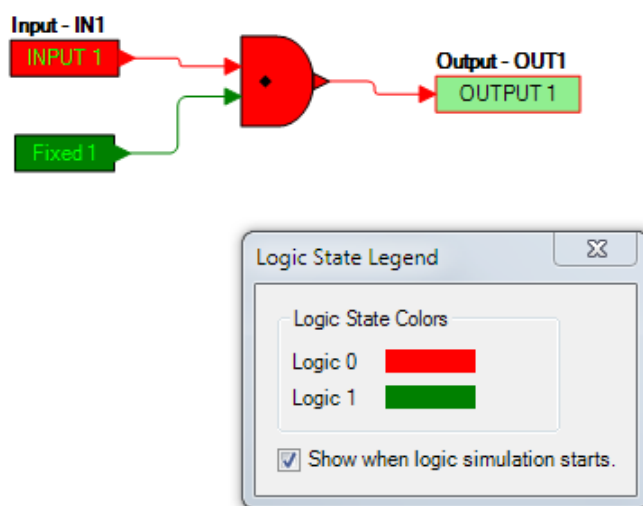 Input - IN1
INPUT 1
Output - OUT1
OUTPUT 1
Fixed 1
Logic State Legend
Logic State Colors
Logic 0
Logic 1
Show when logic simulation starts.